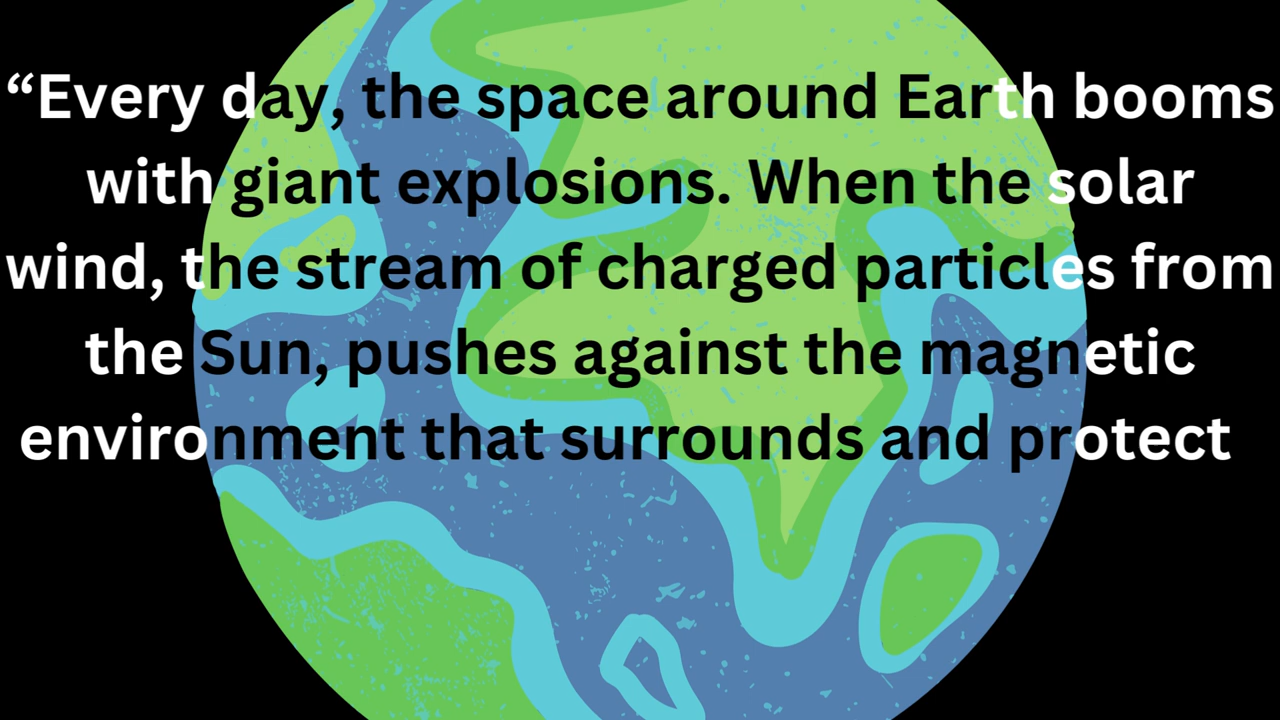 “Every day, the space around Earth booms
with giant explosions. When the solar
wind, the stream of charged particles from
the Sun, pushes against the magnetic
environment that surrounds and protect